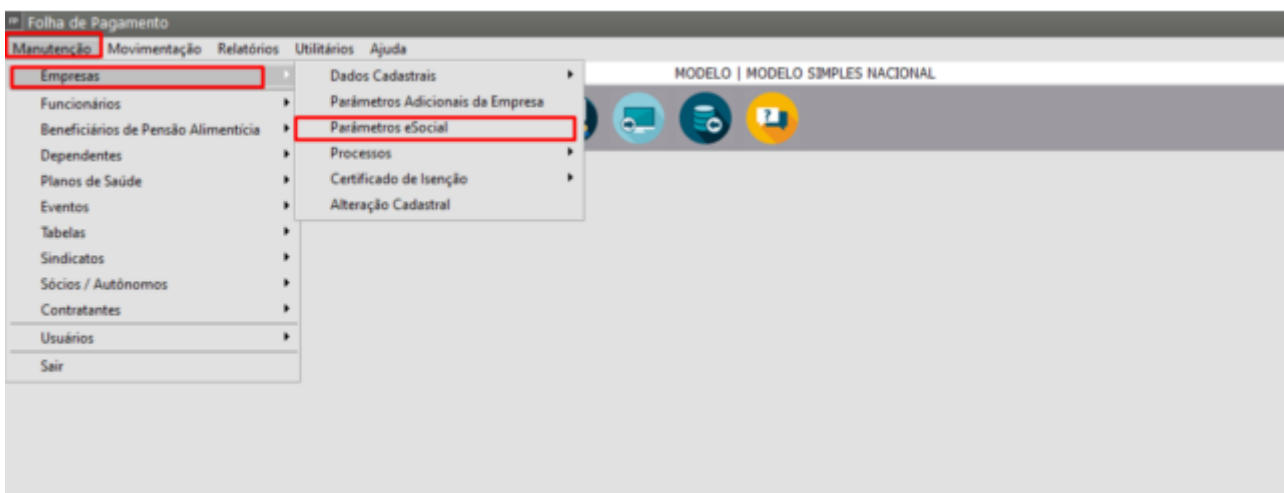 FP Folha de Pagamento
Manutenção Movimentação Relatórios Utilitários Ajuda
MODELO | MODELO SIMPLES NACIONAL
Empresas
Funcionários
Beneficiários de Pensão Alimentícia
Dependentes
Planos de Saúde
Eventos
Tabelas
Sindicatos
Sócios / Autônomos
Contratantes
Usuários
Sair
Dados Cadastrais
Parâmetros Adicionais da Empresa
Parâmetros eSocial
Processos
Certificado de Isenção
Alteração Cadastral
?